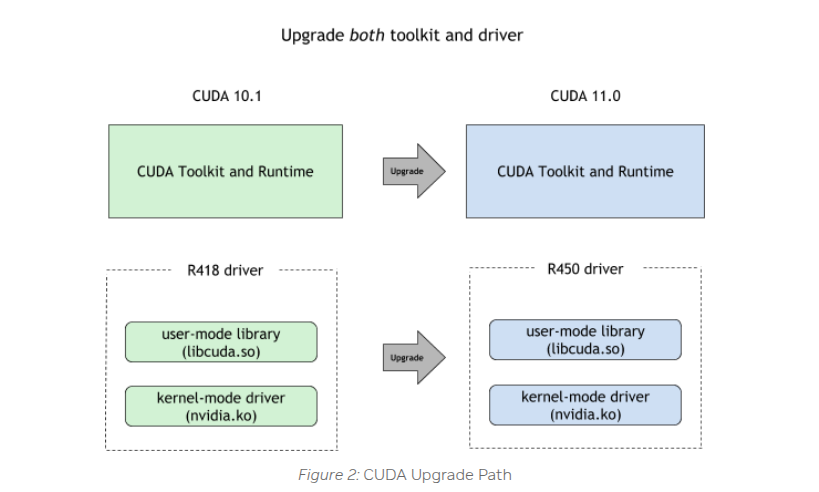 Upgrade both toolkit and driver
CUDA 10.1
CUDA 11.0
CUDA Toolkit and Runtime
Upgrade
CUDA Toolkit and Runtime
R418 driver
R450 driver
user-mode library
(libcuda.so)
kernel-mode driver
(nvidia.ko)
Upgrade
user-mode library
(libcuda.so)
kernel-mode driver
(nvidia.ko)
Figure 2: CUDA Upgrade Path